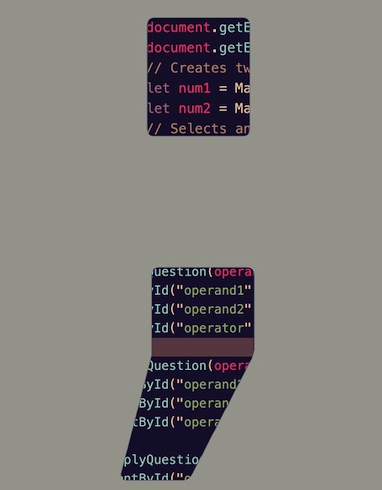 document.getE
document.getE
// Creates tw
let num1 = Ma
let num2 = Ma
// Selects an
uestion(opera
yId("operand1"
yId("operand2"
yId("operator"
Question(opera
ById("operand
ById("operan
tById("opera
plyQuestio
ntById("